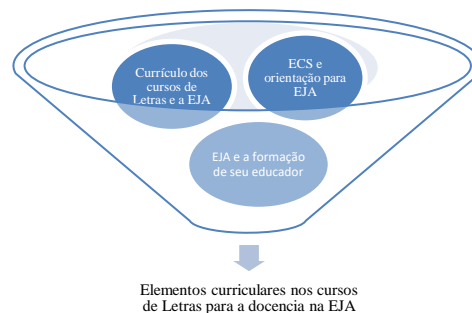 Currículo dos
cursos de
Letras e a EJA
ECS e
orientação para
EJA
EJA e a formação
de seu educador
Elementos curriculares nos cursos
de Letras para a docencia na EJA